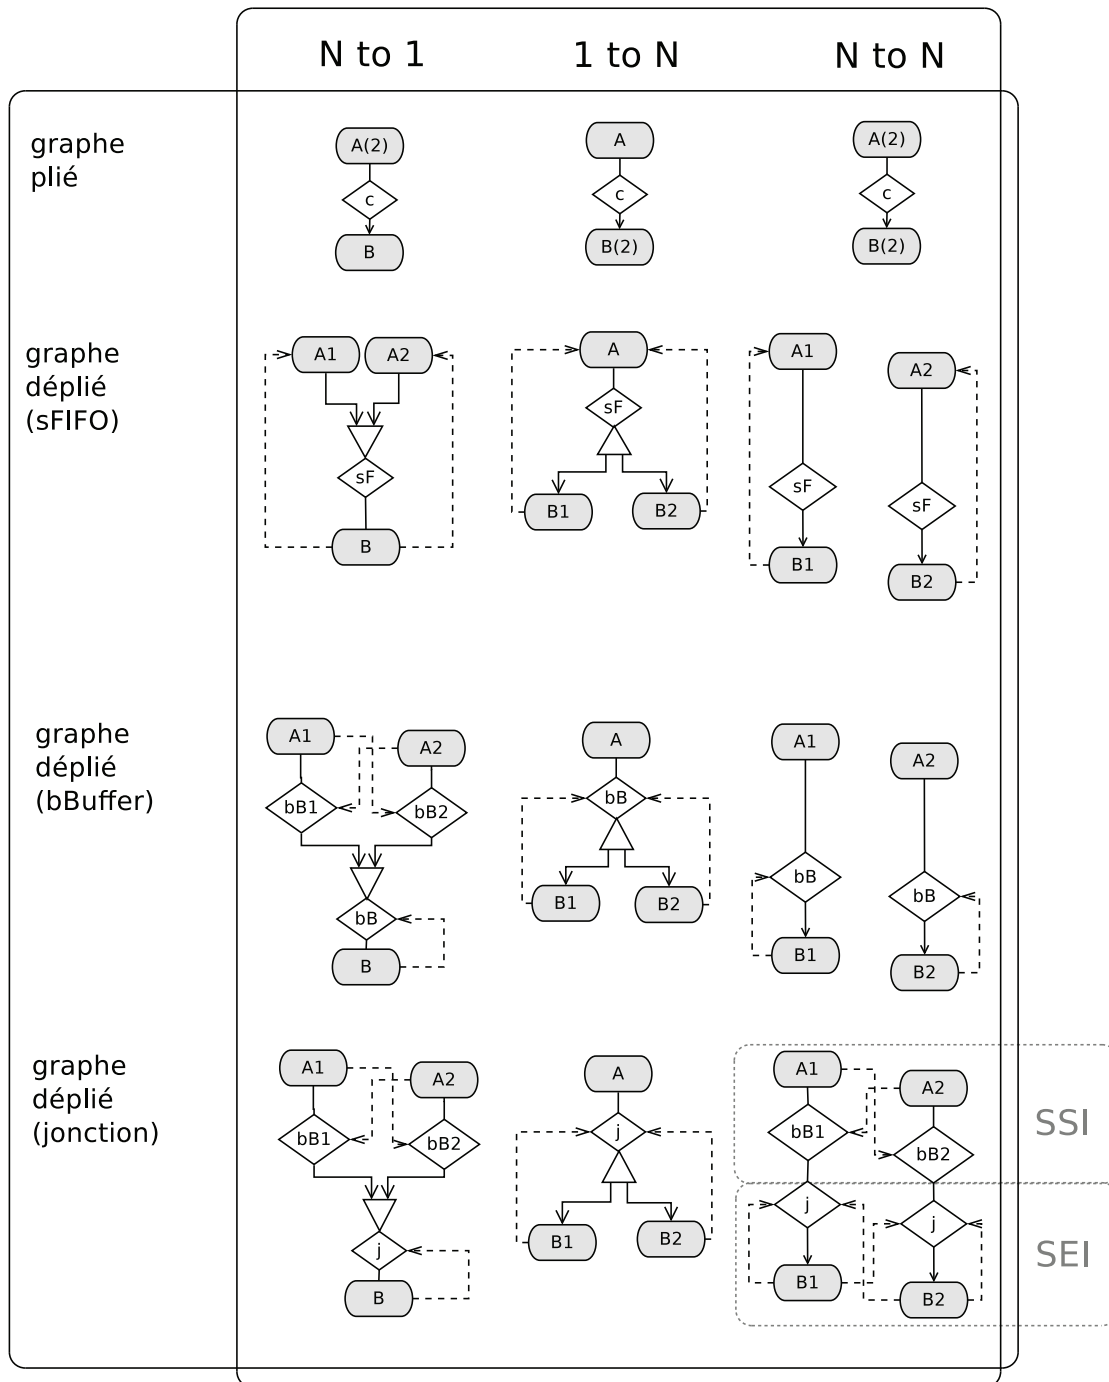 N to 1
1 to N
N to N
graphe
plié
A(2)
c
B
A
c
B(2)
A(2)
c
B(2)
graphe
déplié
(sFIFO)
A1
A2
sF
B
A
sF
B1
B2
A1
sF
B1
A2
sF
B2
graphe
déplié
(bBuffer)
A1
A2
bB1
bB2
bB
B
A
bB
B1
B2
A1
bB
B1
A2
bB
B2
graphe
déplié
(jonction)
A1
A2
bB1
bB2
j
B
A
j
B1
B2
A1
A2
bB1
bB2
j
j
B1
B2
SSI
SEI